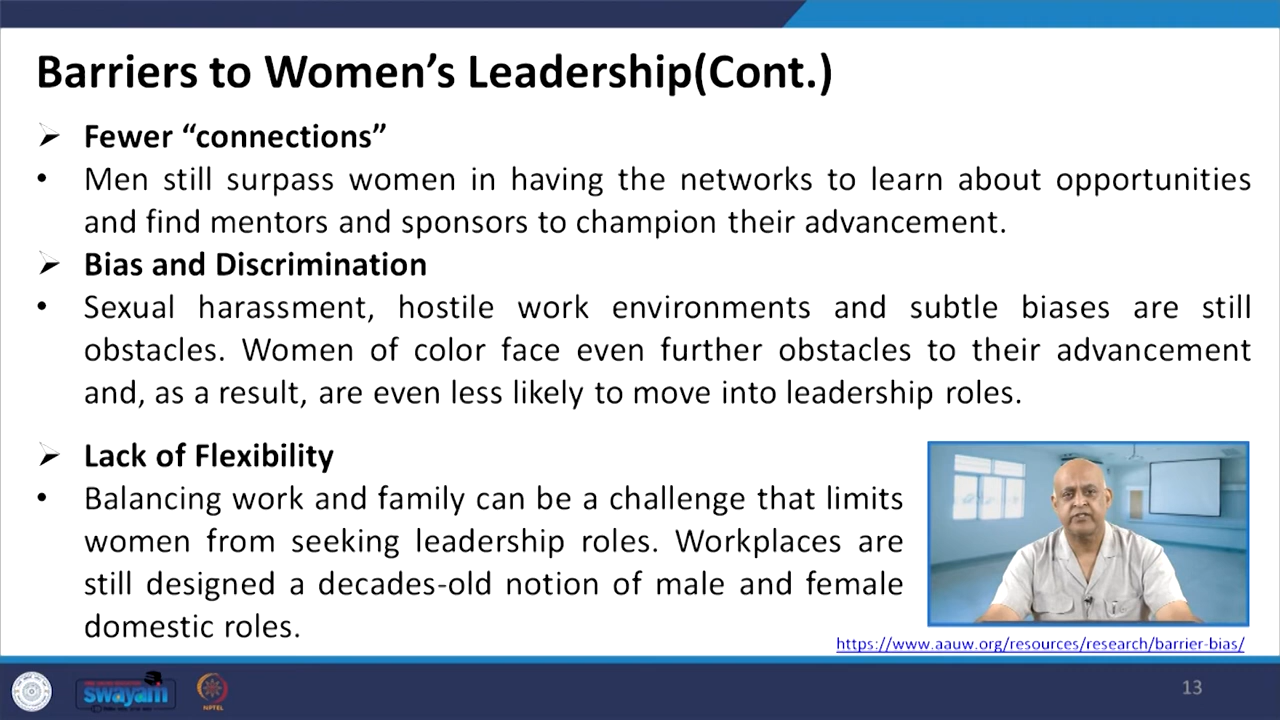 Barriers to Women's Leadership(Cont.)
➢ Fewer “connections”
• Men still surpass women in having the networks to learn about opportunities
and find mentors and sponsors to champion their advancement.
➢ Bias and Discrimination
• Sexual harassment, hostile work environments and subtle biases are still
obstacles. Women of color face even further obstacles to their advancement
and, as a result, are even less likely to move into leadership roles.
➢ Lack of Flexibility
• Balancing work and family can be a challenge that limits
women from seeking leadership roles. Workplaces are
still designed a decades-old notion of male and female
domestic roles.
https://www.aauw.org/resources/research/barrier-bias/
swayam
NPTEL
13